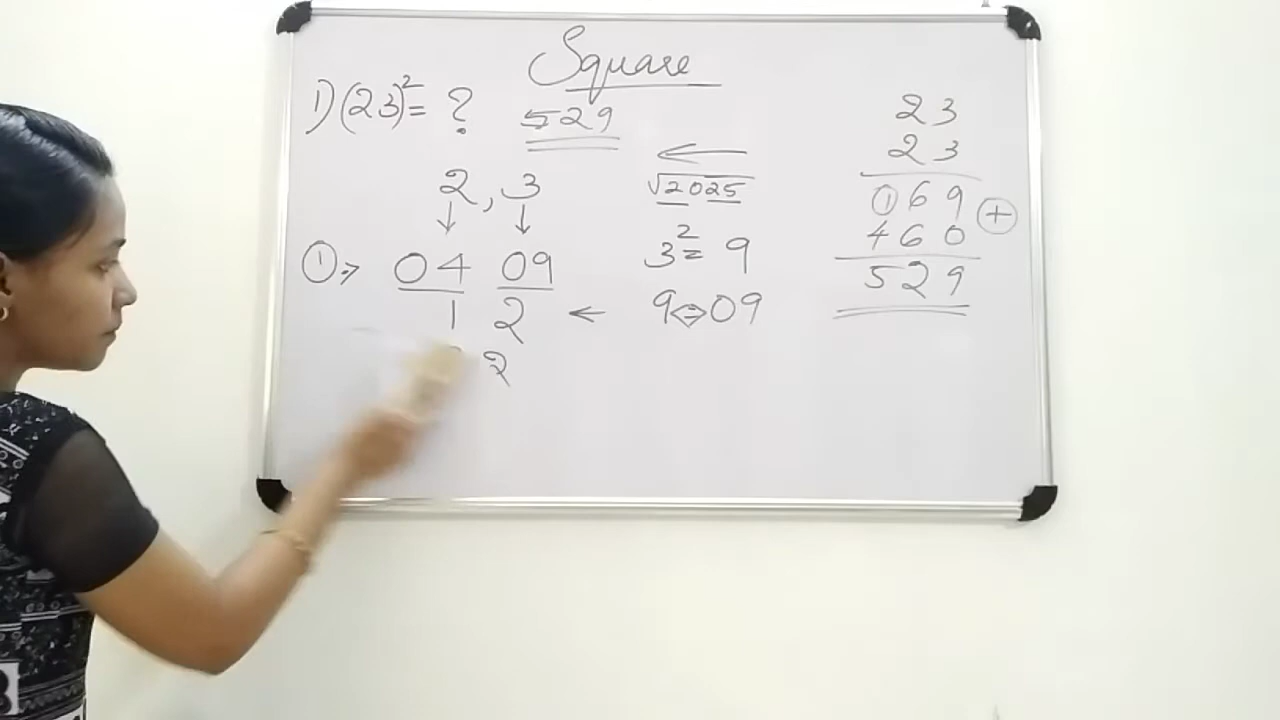 Square
1) (23)² = ? 529
2, 3
↓ ↓
①⇒ 04 09
1 2 ←
2
←
√2025
3² = 9
9⇔09
23
23
①69
460 ⊕
529